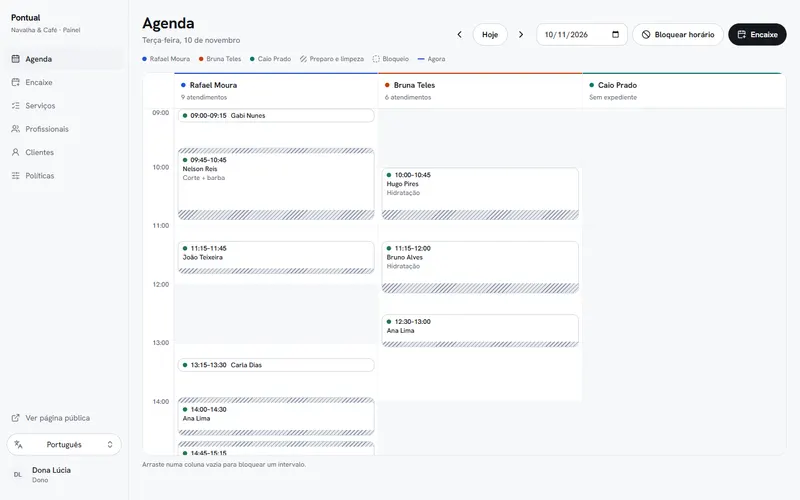 Pontual
Navalha & Café · Painel
Agenda
Encaixe
Serviços
Profissionais
Clientes
Políticas
Ver página pública
Português
DL
Dona Lúcia
Dono
Agenda
Terça-feira, 10 de novembro
Hoje
10/11/2026
Bloquear horário
Encaixe
Rafael Moura
Bruna Teles
Caio Prado
Preparo e limpeza
Bloqueio
Agora
Rafael Moura
9 atendimentos
Bruna Teles
6 atendimentos
Caio Prado
Sem expediente
09:00
10:00
11:00
12:00
13:00
14:00
09:00–09:15 Gabi Nunes
09:45–10:45
Nelson Reis
Corte + barba
11:15–11:45
João Teixeira
13:15–13:30 Carla Dias
14:00–14:30
Ana Lima
14:45–15:15
10:00–10:45
Hugo Pires
Hidratação
11:15–12:00
Bruno Alves
Hidratação
12:30–13:00
Ana Lima
Arraste numa coluna vazia para bloquear um intervalo.